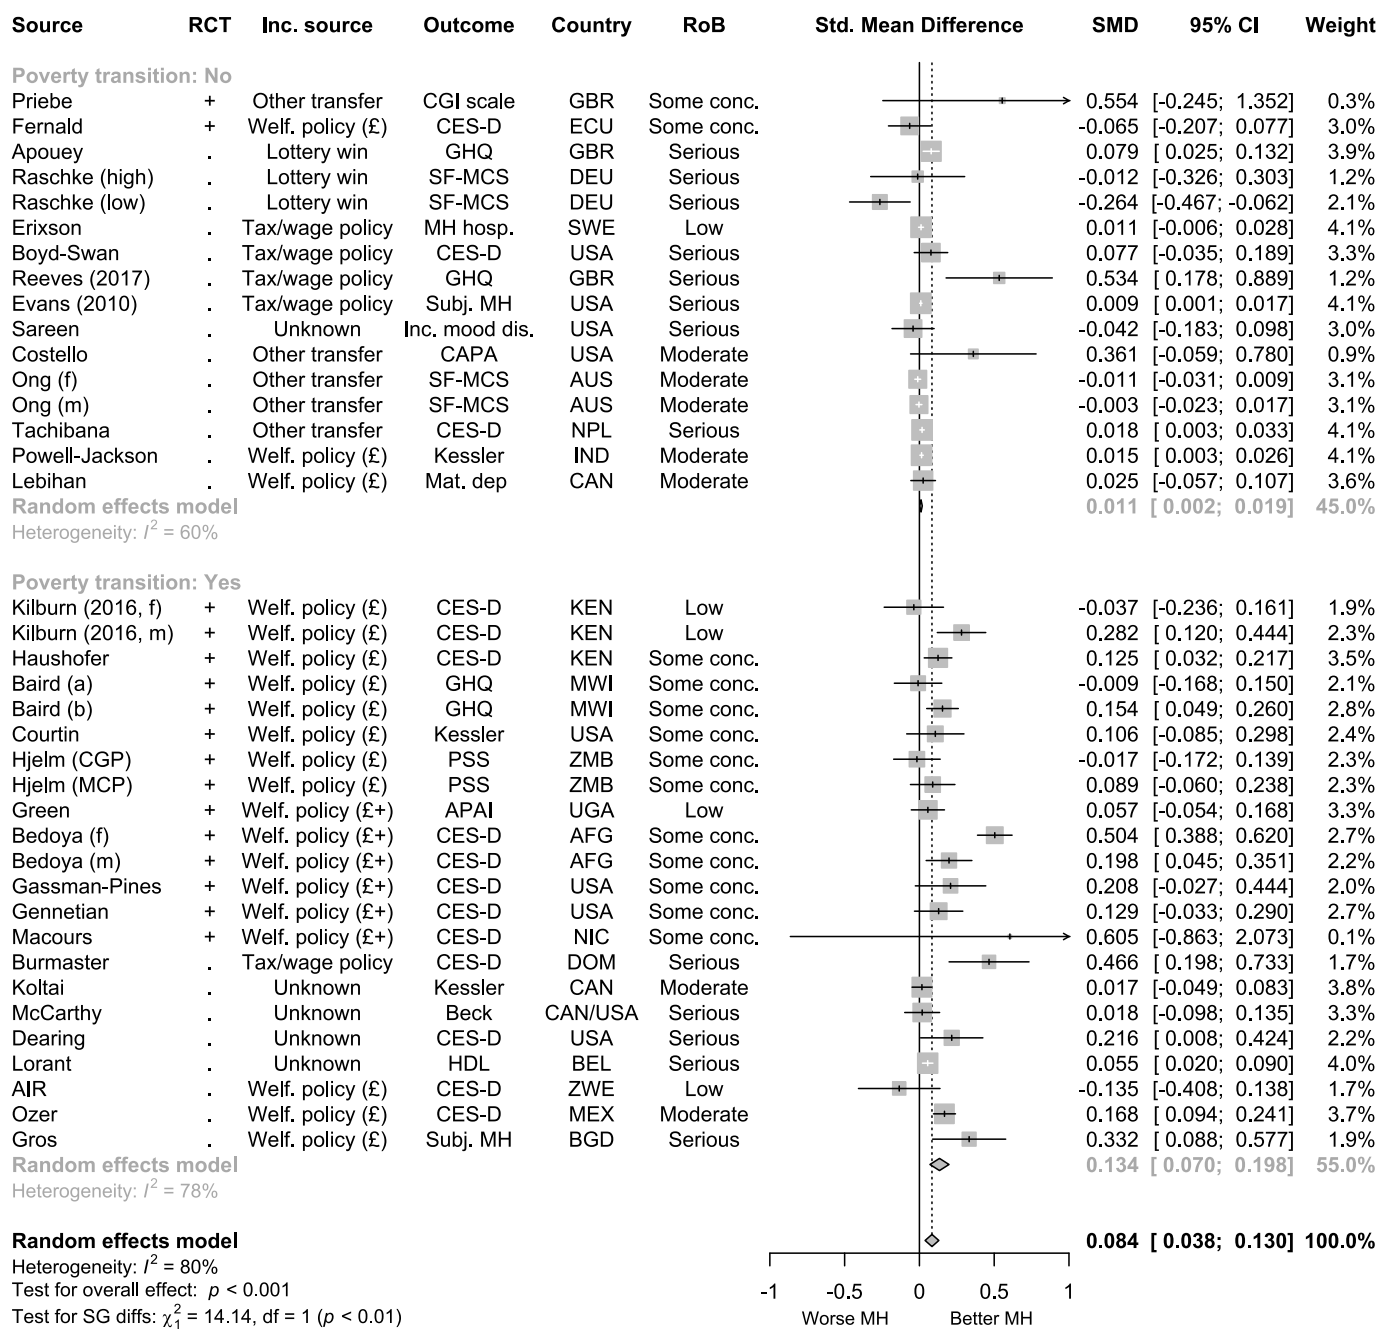 Source RCT Inc. source Outcome Country RoB Std. Mean Difference SMD 95% CI Weight
Poverty transition: No
Priebe + Other transfer CGI scale GBR Some conc. 0.554 [-0.245; 1.352] 0.3%
Fernald + Welf. policy (£) CES-D ECU Some conc. -0.065 [-0.207; 0.077] 3.0%
Apouey . Lottery win GHQ GBR Serious 0.079 [ 0.025; 0.132] 3.9%
Raschke (high) . Lottery win SF-MCS DEU Serious -0.012 [-0.326; 0.303] 1.2%
Raschke (low) . Lottery win SF-MCS DEU Serious -0.264 [-0.467; -0.062] 2.1%
Erixson . Tax/wage policy MH hosp. SWE Low 0.011 [-0.006; 0.028] 4.1%
Boyd-Swan . Tax/wage policy CES-D USA Serious 0.077 [-0.035; 0.189] 3.3%
Reeves (2017) . Tax/wage policy GHQ GBR Serious 0.534 [ 0.178; 0.889] 1.2%
Evans (2010) . Tax/wage policy Subj. MH USA Serious 0.009 [ 0.001; 0.017] 4.1%
Sareen . Unknown Inc. mood dis. USA Serious -0.042 [-0.183; 0.098] 3.0%
Costello . Other transfer CAPA USA Moderate 0.361 [-0.059; 0.780] 0.9%
Ong (f) . Other transfer SF-MCS AUS Moderate -0.011 [-0.031; 0.009] 3.1%
Ong (m) . Other transfer SF-MCS AUS Moderate -0.003 [-0.023; 0.017] 3.1%
Tachibana . Other transfer CES-D NPL Serious 0.018 [ 0.003; 0.033] 4.1%
Powell-Jackson . Welf. policy (£) Kessler IND Moderate 0.015 [ 0.003; 0.026] 4.1%
Lebihan . Welf. policy (£) Mat. dep CAN Moderate 0.025 [-0.057; 0.107] 3.6%
Random effects model 0.011 [ 0.002; 0.019] 45.0%
Heterogeneity: I² = 60%
Poverty transition: Yes
Kilburn (2016, f) + Welf. policy (£) CES-D KEN Low -0.037 [-0.236; 0.161] 1.9%
Kilburn (2016, m) + Welf. policy (£) CES-D KEN Low 0.282 [ 0.120; 0.444] 2.3%
Haushofer + Welf. policy (£) CES-D KEN Some conc. 0.125 [ 0.032; 0.217] 3.5%
Baird (a) + Welf. policy (£) GHQ MWI Some conc. -0.009 [-0.168; 0.150] 2.1%
Baird (b) + Welf. policy (£) GHQ MWI Some conc. 0.154 [ 0.049; 0.260] 2.8%
Courtin + Welf. policy (£) Kessler USA Some conc. 0.106 [-0.085; 0.298] 2.4%
Hjelm (CGP) + Welf. policy (£) PSS ZMB Some conc. -0.017 [-0.172; 0.139] 2.3%
Hjelm (MCP) + Welf. policy (£) PSS ZMB Some conc. 0.089 [-0.060; 0.238] 2.3%
Green + Welf. policy (£+) APAI UGA Low 0.057 [-0.054; 0.168] 3.3%
Bedoya (f) + Welf. policy (£+) CES-D AFG Some conc. 0.504 [ 0.388; 0.620] 2.7%
Bedoya (m) + Welf. policy (£+) CES-D AFG Some conc. 0.198 [ 0.045; 0.351] 2.2%
Gassman-Pines + Welf. policy (£+) CES-D USA Some conc. 0.208 [-0.027; 0.444] 2.0%
Gennetian + Welf. policy (£+) CES-D USA Some conc. 0.129 [-0.033; 0.290] 2.7%
Macours + Welf. policy (£+) CES-D NIC Some conc. 0.605 [-0.863; 2.073] 0.1%
Burmaster . Tax/wage policy CES-D DOM Serious 0.466 [ 0.198; 0.733] 1.7%
Koltai . Unknown Kessler CAN Moderate 0.017 [-0.049; 0.083] 3.8%
McCarthy . Unknown Beck CAN/USA Serious 0.018 [-0.098; 0.135] 3.3%
Dearing . Unknown CES-D USA Serious 0.216 [ 0.008; 0.424] 2.2%
Lorant . Unknown HDL BEL Serious 0.055 [ 0.020; 0.090] 4.0%
AIR . Welf. policy (£) CES-D ZWE Low -0.135 [-0.408; 0.138] 1.7%
Ozer . Welf. policy (£) CES-D MEX Moderate 0.168 [ 0.094; 0.241] 3.7%
Gros . Welf. policy (£) Subj. MH BGD Serious 0.332 [ 0.088; 0.577] 1.9%
Random effects model 0.134 [ 0.070; 0.198] 55.0%
Heterogeneity: I² = 78%
Random effects model 0.084 [ 0.038; 0.130] 100.0%
Heterogeneity: I² = 80%
Test for overall effect: p < 0.001
Test for SG diffs: χ²₁ = 14.14, df = 1 (p < 0.01)
-1 -0.5 0 0.5 1
Worse MH Better MH